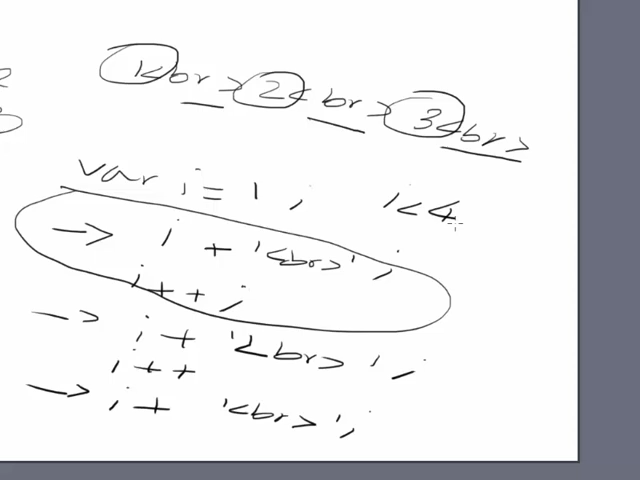 1<br>2<br>3<br>
var i = 1 ; i<4
→ i + '<br>' ;
i++ ;
→ i + '<br>' ;
i++
→ i + '<br>' ;